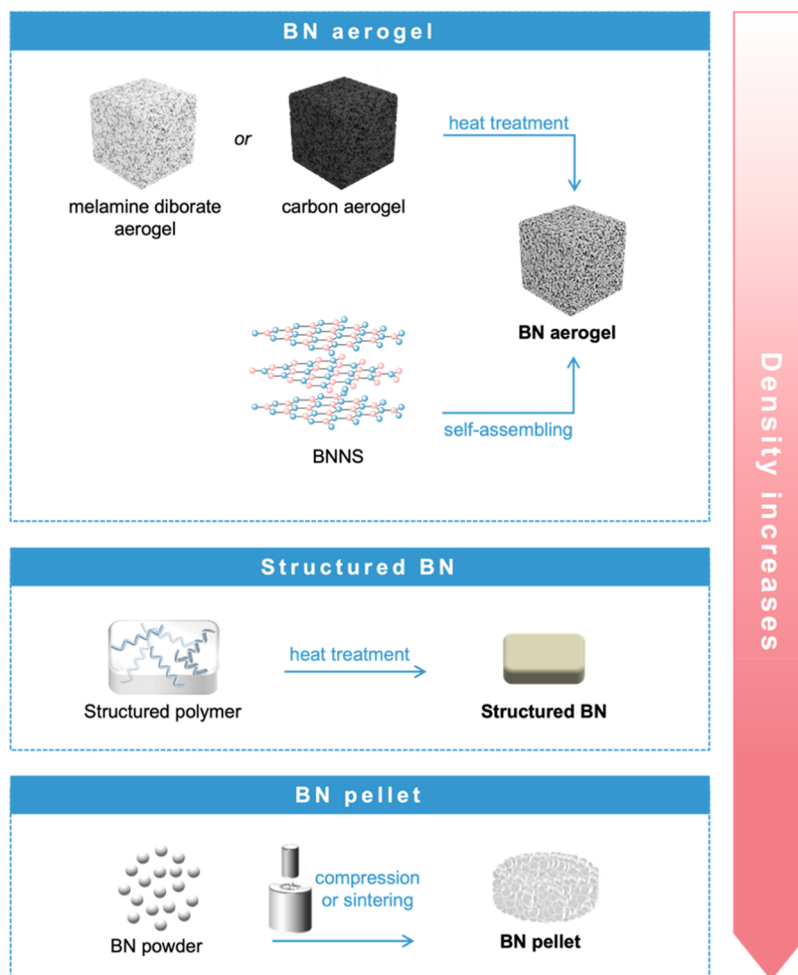 BN aerogel
or
heat treatment
melamine diborate
aerogel
carbon aerogel
BN aerogel
BNNS
self-assembling
Structured BN
heat treatment
Structured polymer
Structured BN
BN pellet
compression
or sintering
BN powder
BN pellet
Density increases